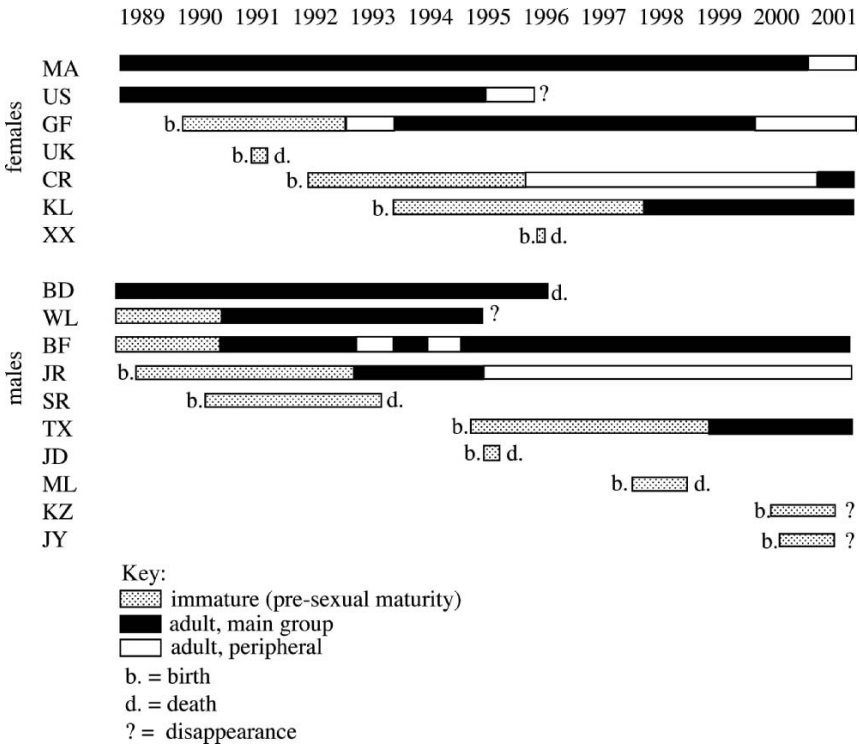 1989 1990 1991 1992 1993 1994 1995 1996 1997 1998 1999 2000 2001
females
MA
US ?
GF b.
UK b. d.
CR b.
KL b.
XX b. d.
males
BD d.
WL ?
BF
JR b.
SR b. d.
TX b.
JD b. d.
ML b. d.
KZ b. ?
JY b. ?
Key:
immature (pre-sexual maturity)
adult, main group
adult, peripheral
b. = birth
d. = death
? = disappearance